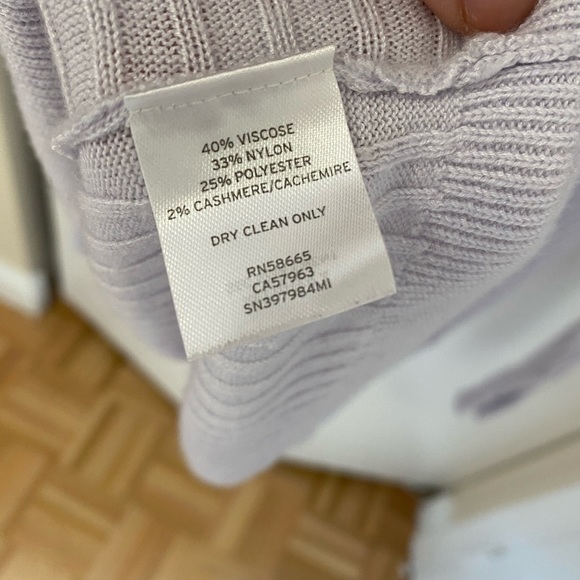 40% VISCOSE
33% NYLON
25% POLYESTER
2% CASHMERE/CACHEMIRE
DRY CLEAN ONLY
RN58665
CA57963
SN397984MI